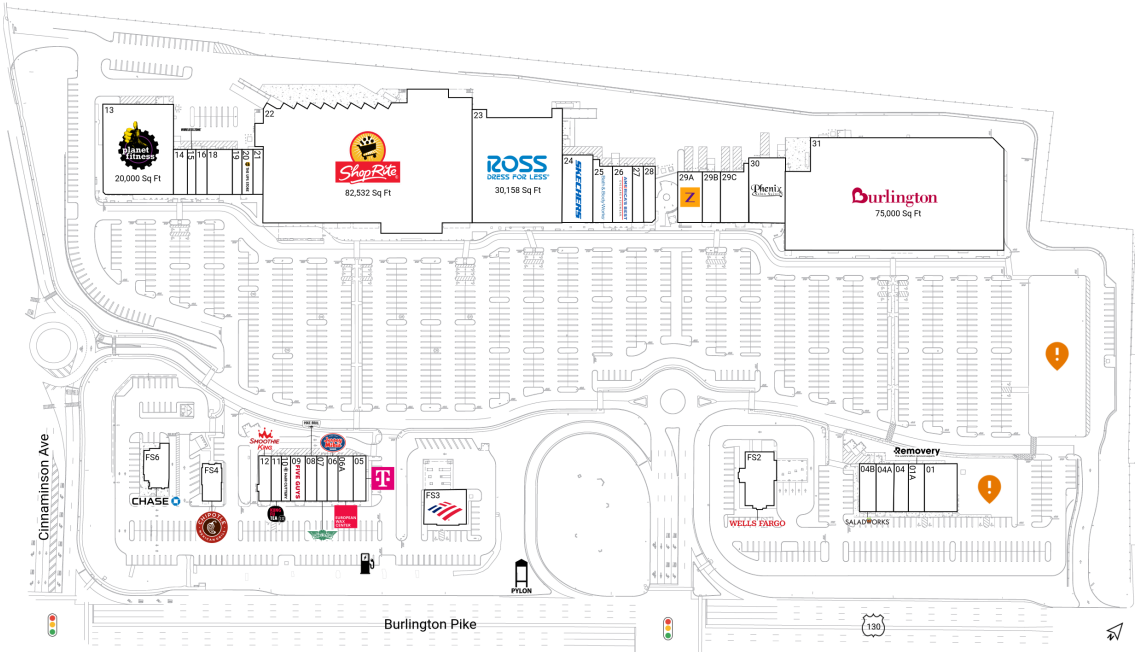 13
planet
fitness
20,000 Sq Ft
14
15
16
18
19
20
21
22
ShopRite
82,532 Sq Ft
23
ROSS
DRESS FOR LESS
30,158 Sq Ft
24
SKECHERS
25
26
AMERICA'S BEST
27
28
29A
Z
29B
29C
30
Phenix
31
Burlington
75,000 Sq Ft
Cinnaminson Ave
FS6
CHASE
FS4
CHIPOTLE
SMOOTHIE
KING
12
11
10
09
FIVE GUYS
08
07
06
06A
05
T
EUROPEAN
WAX
CENTER
FS3
PYLON
FS2
WELLS FARGO
Removery
04B
04A
04
01A
01
SALADWORKS
Burlington Pike
130